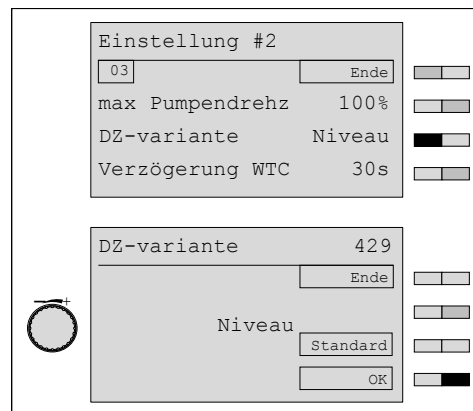 Einstellung #2
03 Ende
max Pumpendrehz 100%
DZ-variante Niveau
Verzögerung WTC 30s
DZ-variante 429
Ende
Niveau
Standard
OK